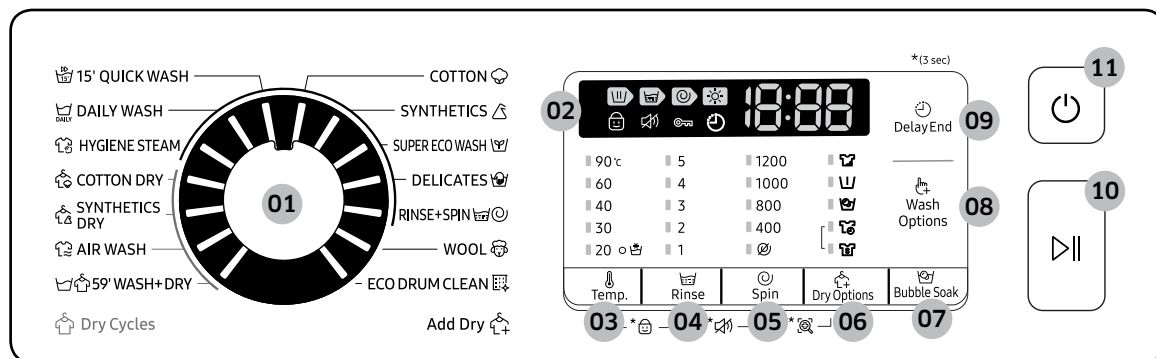 15' QUICK WASH
DAILY WASH
DAILY
HYGIENE STEAM
COTTON DRY
SYNTHETICS
DRY
AIR WASH
59' WASH+DRY
Dry Cycles
01
COTTON
SYNTHETICS
SUPER ECO WASH
DELICATES
RINSE+SPIN
WOOL
ECO DRUM CLEAN
Add Dry
*(3 sec)
02
18:88
90℃ 5 1200
60 4 1000
40 3 800
30 2 400
20 1
Temp. Rinse Spin Dry Options Bubble Soak
03 * 04 * 05 * 06 07
Delay End 09
Wash
Options
08
11
10